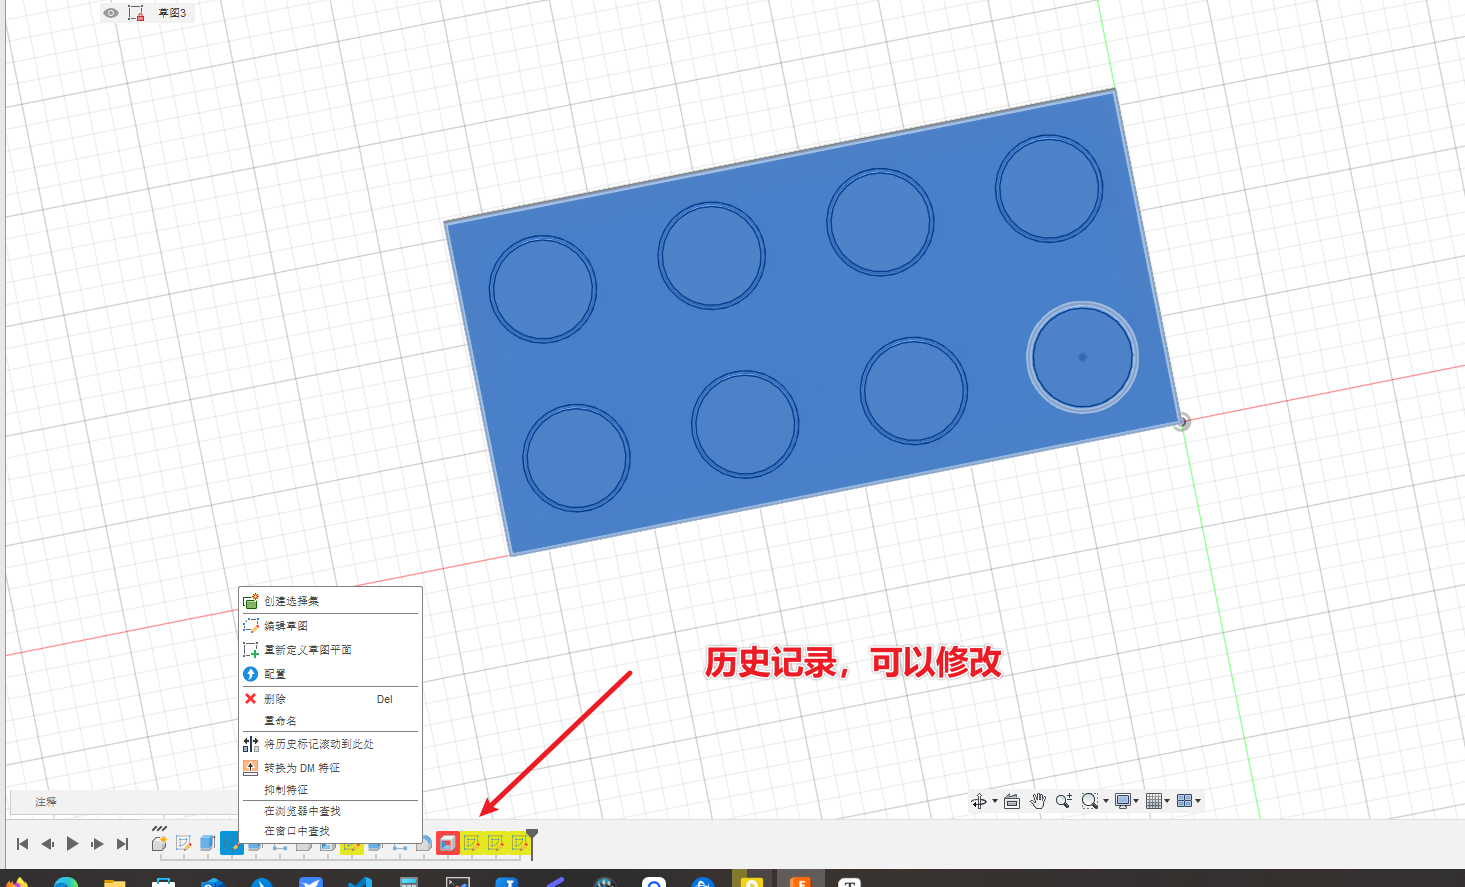 草图3
历史记录，可以修改
创建选择集
编辑草图
重新定义草图平面
配置
删除 Del
重命名
将历史标记滚动到此处
转换为 DM 特征
抑制特征
在浏览器中查找
在窗口中查找
注释